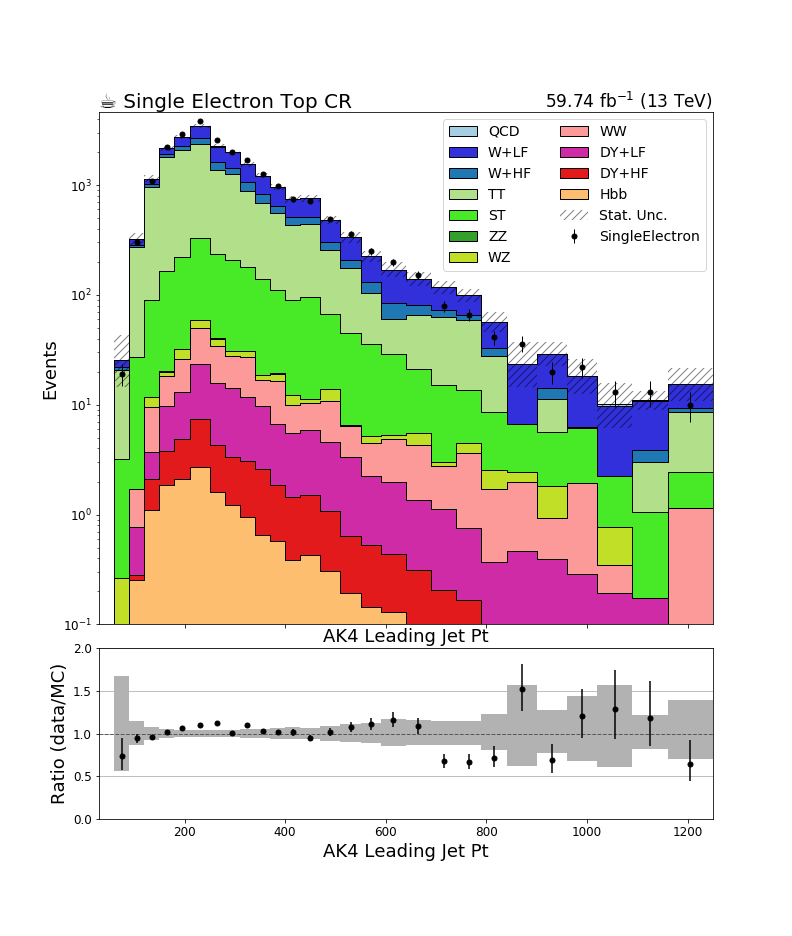 ☕ Single Electron Top CR
59.74 fb⁻¹ (13 TeV)
QCD
W+LF
W+HF
TT
ST
ZZ
WZ
WW
DY+LF
DY+HF
Hbb
Stat. Unc.
SingleElectron
Events
10³
10²
10¹
10⁰
10⁻¹
AK4 Leading Jet Pt
Ratio (data/MC)
2.0
1.5
1.0
0.5
0.0
200 400 600 800 1000 1200
AK4 Leading Jet Pt